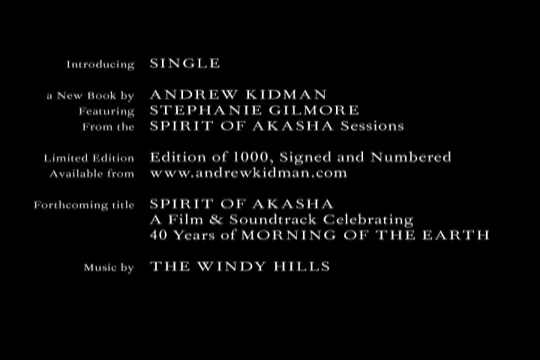 Introducing SINGLE
a New Book by ANDREW KIDMAN
Featuring STEPHANIE GILMORE
From the SPIRIT OF AKASHA Sessions
Limited Edition Edition of 1000, Signed and Numbered
Available from www.andrewkidman.com
Forthcoming title SPIRIT OF AKASHA
A Film & Soundtrack Celebrating
40 Years of MORNING OF THE EARTH
Music by THE WINDY HILLS